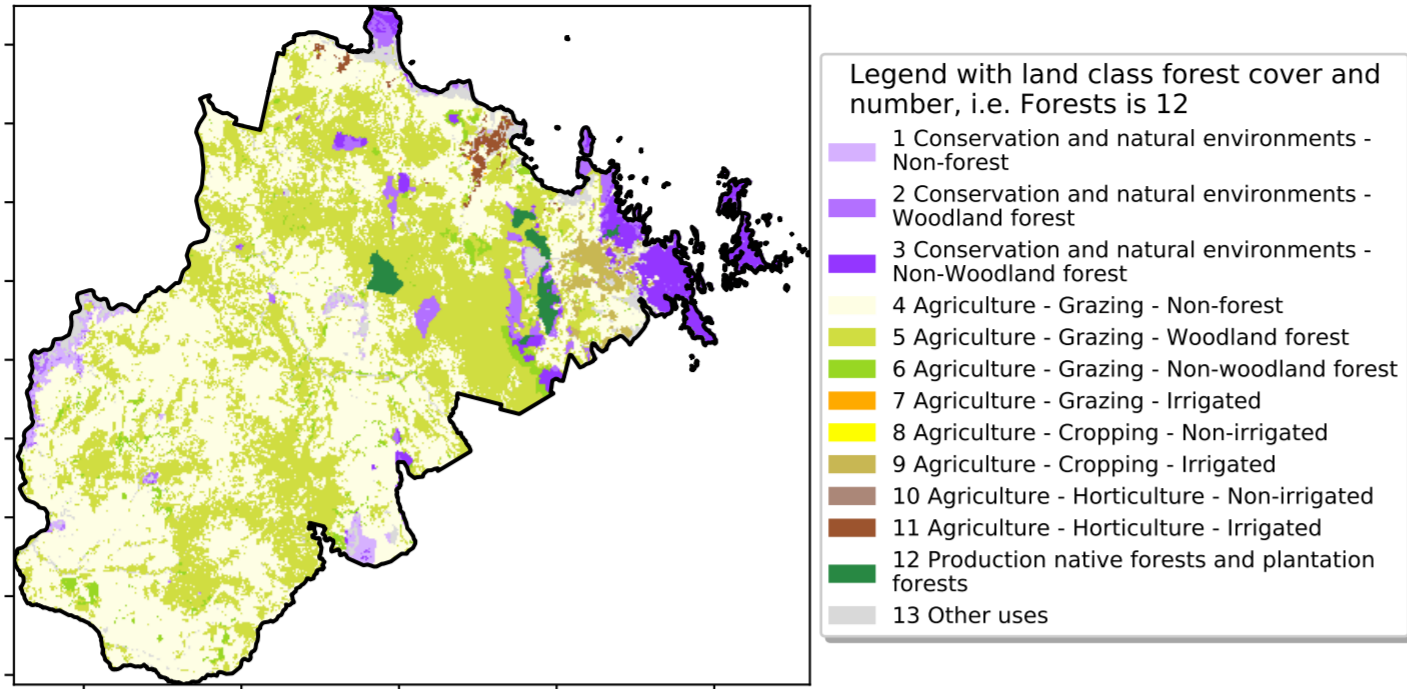 Legend with land class forest cover and
number, i.e. Forests is 12
1 Conservation and natural environments -
Non-forest
2 Conservation and natural environments -
Woodland forest
3 Conservation and natural environments -
Non-Woodland forest
4 Agriculture - Grazing - Non-forest
5 Agriculture - Grazing - Woodland forest
6 Agriculture - Grazing - Non-woodland forest
7 Agriculture - Grazing - Irrigated
8 Agriculture - Cropping - Non-irrigated
9 Agriculture - Cropping - Irrigated
10 Agriculture - Horticulture - Non-irrigated
11 Agriculture - Horticulture - Irrigated
12 Production native forests and plantation
forests
13 Other uses